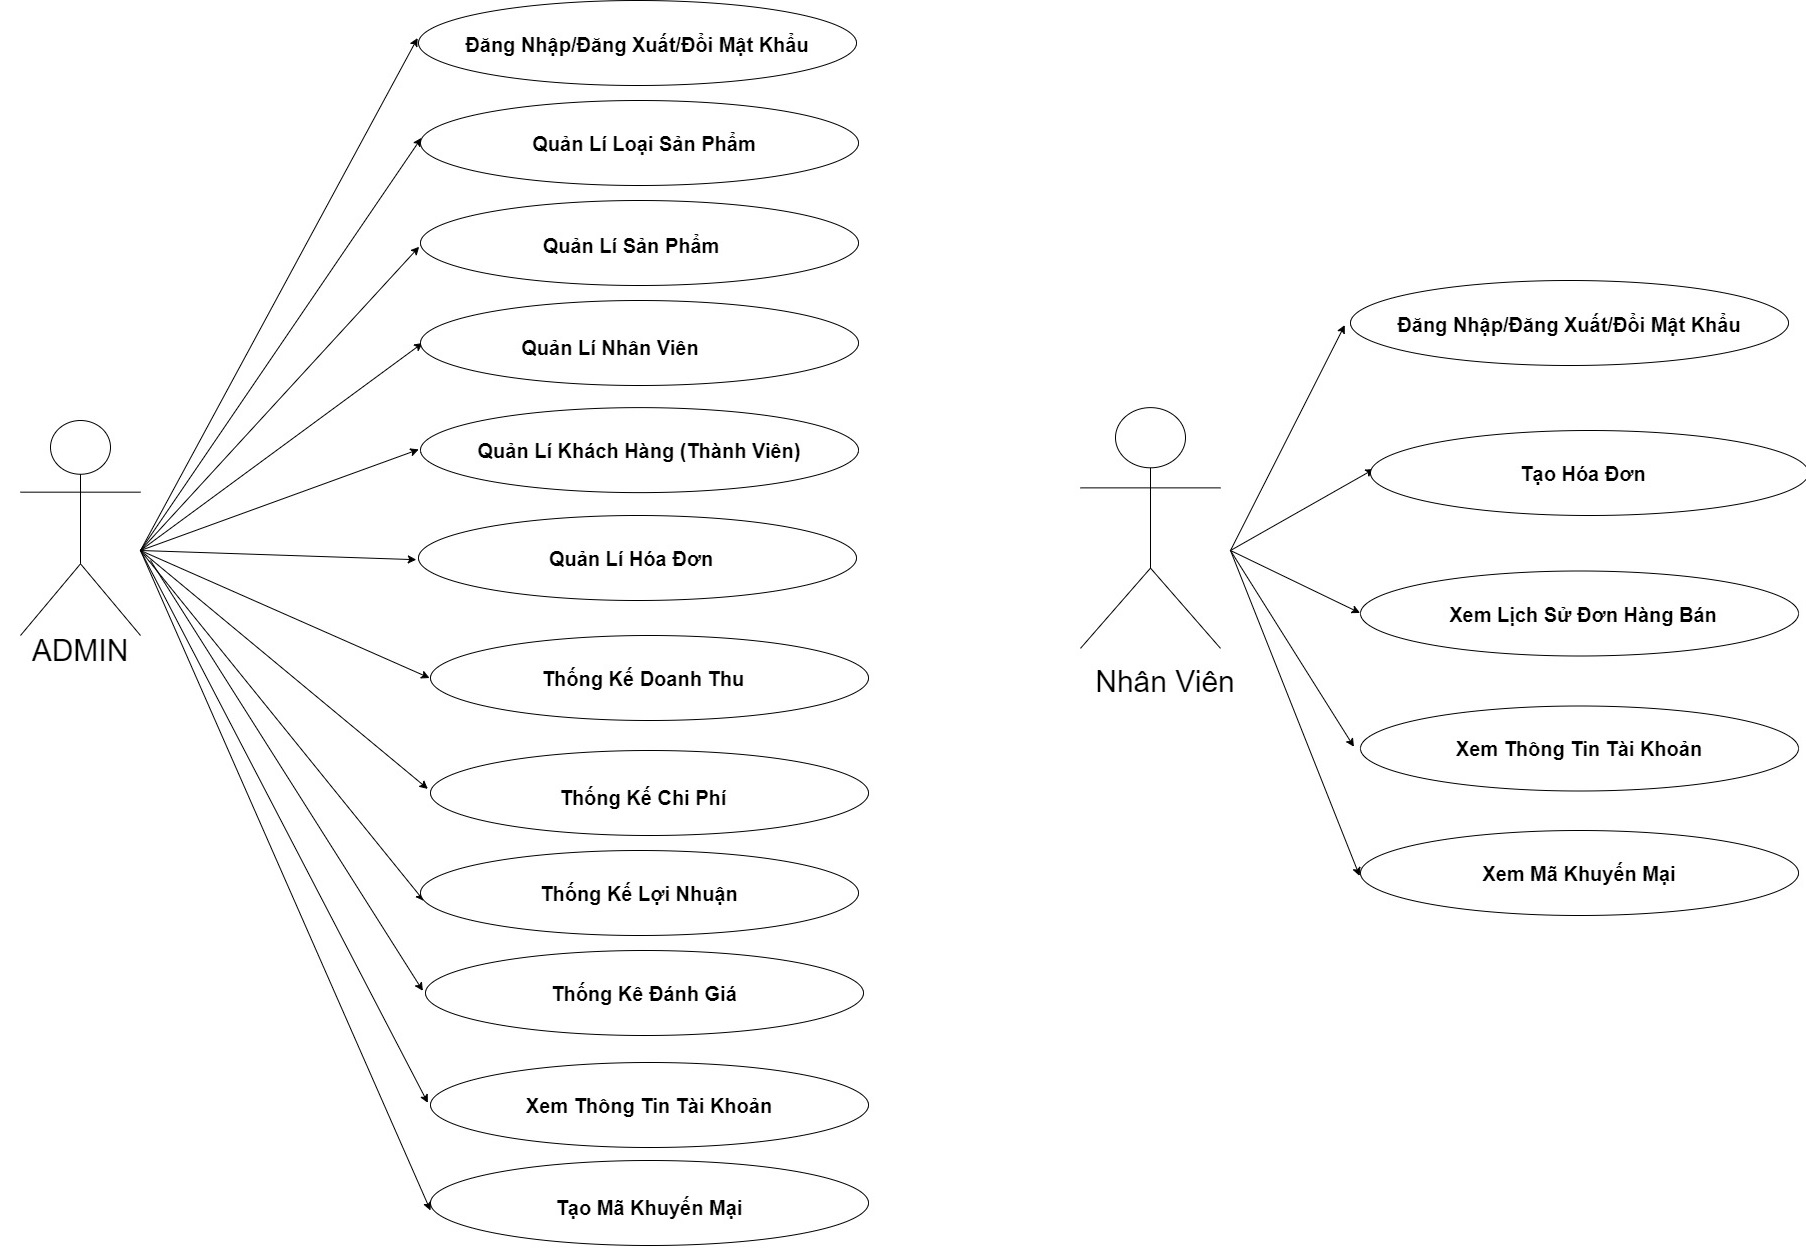 Đăng Nhập/Đăng Xuất/Đổi Mật Khẩu
Quản Lí Loại Sản Phẩm
Quản Lí Sản Phẩm
Quản Lí Nhân Viên
Quản Lí Khách Hàng (Thành Viên)
Quản Lí Hóa Đơn
ADMIN
Thống Kế Doanh Thu
Thống Kế Chi Phí
Thống Kế Lợi Nhuận
Thống Kê Đánh Giá
Xem Thông Tin Tài Khoản
Tạo Mã Khuyến Mại
Đăng Nhập/Đăng Xuất/Đổi Mật Khẩu
Tạo Hóa Đơn
Xem Lịch Sử Đơn Hàng Bán
Nhân Viên
Xem Thông Tin Tài Khoản
Xem Mã Khuyến Mại